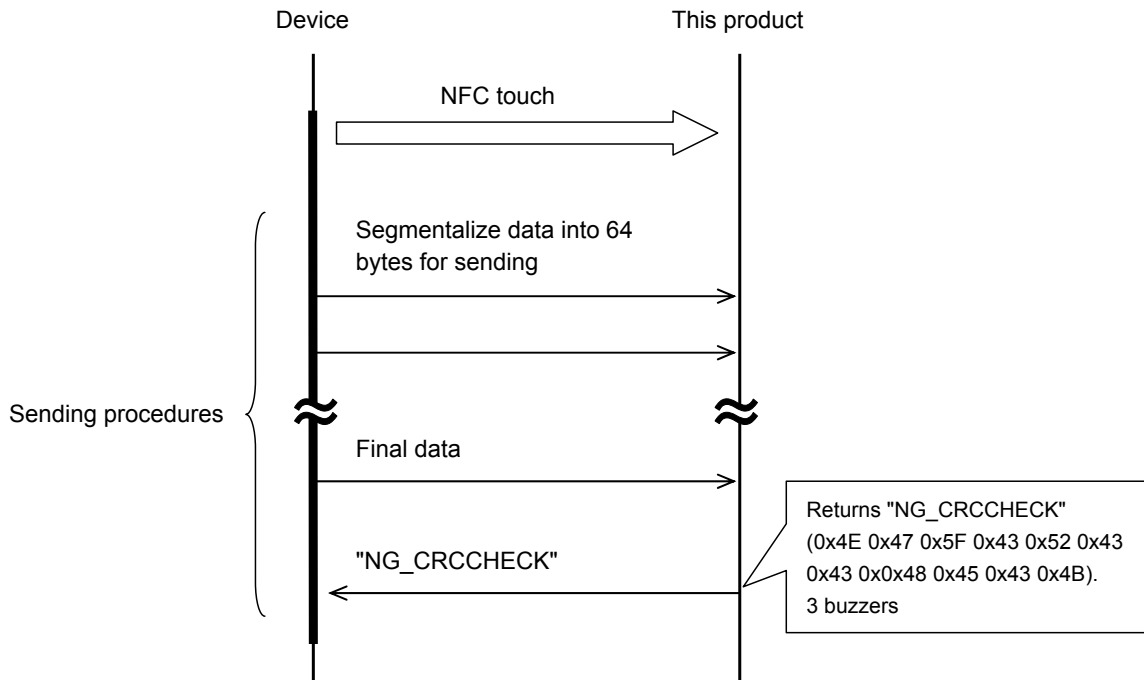 Device
This product
NFC touch
Segmentalize data into 64
bytes for sending
Sending procedures
Final data
Returns "NG_CRCCHECK"
(0x4E 0x47 0x5F 0x43 0x52 0x43
0x43 0x0x48 0x45 0x43 0x4B).
3 buzzers
"NG_CRCCHECK"